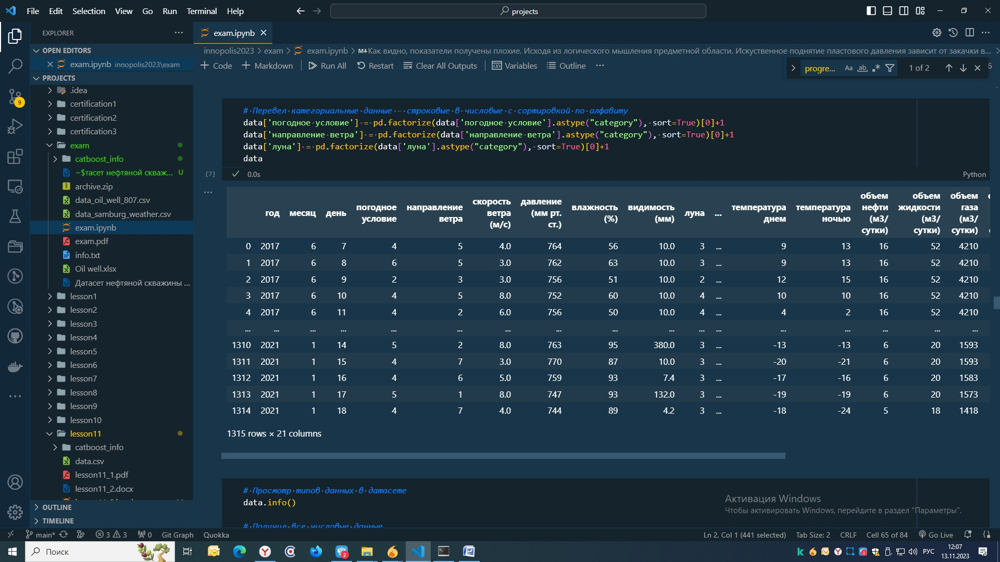 File Edit Selection View Go Run Terminal Help
projects
EXPLORER
exam.ipynb
OPEN EDITORS
exam.ipynb innopolis2023\exam
PROJECTS
.idea
certification1
certification2
certification3
exam
catboost_info
~$тасет нефтяной скваж... U
archive.zip
data_oil_well_807.csv
data_samburg_weather.csv
exam.ipynb
exam.pdf
info.txt
Oil well.xlsx
Датасет нефтяной скважины ...
lesson1
lesson2
lesson3
lesson4
lesson5
lesson6
lesson7
lesson8
lesson9
lesson10
lesson11
catboost_info
data.csv
lesson11_1.pdf
lesson11_2.docx
OUTLINE
TIMELINE
9
innopolis2023 > exam > exam.ipynb > M↓Как видно, показатели получены плохие. Исходя из логического мышления предметной области. Искуственное поднятие пластового давления зависит от закачки в...
+ Code + Markdown Run All Restart Clear All Outputs Variables Outline ...
progre... Aa ab 1 of 2
# Перевел категориальные данные - строковые в числовые с сортировкой по алфавиту
data['погодное условие'] = pd.factorize(data['погодное условие'].astype("category"), sort=True)[0]+1
data['направление ветра'] = pd.factorize(data['направление ветра'].astype("category"), sort=True)[0]+1
data['луна'] = pd.factorize(data['луна'].astype("category"), sort=True)[0]+1
data
[7] 0.0s Python
год месяц день погодное условие направление ветра скорость ветра (м/с) давление (мм рт. ст.) влажность (%) видимость (мм) луна ... температура днем температура ночью объем нефти (м3/сутки) объем жидкости (м3/сутки) объем газа (м3/сутки)
0 2017 6 7 4 5 4.0 764 56 10.0 3 ... 9 13 16 52 4210
1 2017 6 8 6 5 3.0 762 63 10.0 3 ... 9 13 16 52 4210
2 2017 6 9 2 3 3.0 756 51 10.0 2 ... 12 15 16 52 4210
3 2017 6 10 4 5 8.0 752 60 10.0 4 ... 10 10 16 52 4210
4 2017 6 11 4 2 6.0 756 50 10.0 4 ... 4 2 16 52 4210
... ... ... ... ... ... ... ... ... ... ... ... ... ... ... ... ...
1310 2021 1 14 5 2 8.0 763 95 380.0 3 ... -13 -13 6 20 1593
1311 2021 1 15 4 7 3.0 770 87 10.0 3 ... -20 -21 6 20 1593
1312 2021 1 16 4 6 5.0 759 93 7.4 3 ... -17 -16 6 20 1583
1313 2021 1 17 5 1 8.0 747 93 132.0 3 ... -19 -19 6 20 1573
1314 2021 1 18 4 7 4.0 744 89 4.2 3 ... -18 -24 5 18 1418
1315 rows × 21 columns
# Просмотр типов данных в датасете
data.info()
# Получил все числовые данные
Активация Windows
Чтобы активировать Windows, перейдите в раздел "Параметры".
main* 3 3 0 Git Graph Quokka
Ln 2, Col 1 (441 selected) Tab Size: 2 CRLF Cell 65 of 84 Go Live
Поиск
2
РУС
12:07
13.11.2023